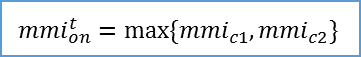 $mmi_{on}^{t} = \max\{mmi_{c1}, mmi_{c2}\}$